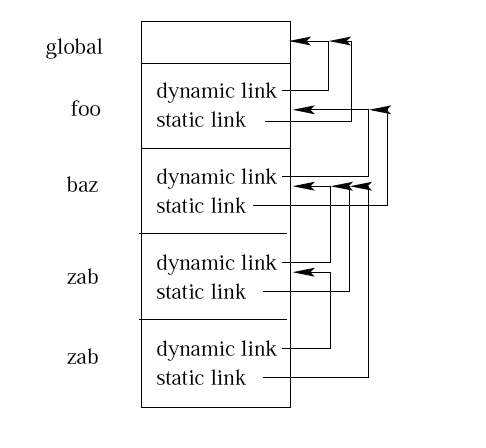 global
foo
dynamic link
static link
baz
dynamic link
static link
zab
dynamic link
static link
zab
dynamic link
static link